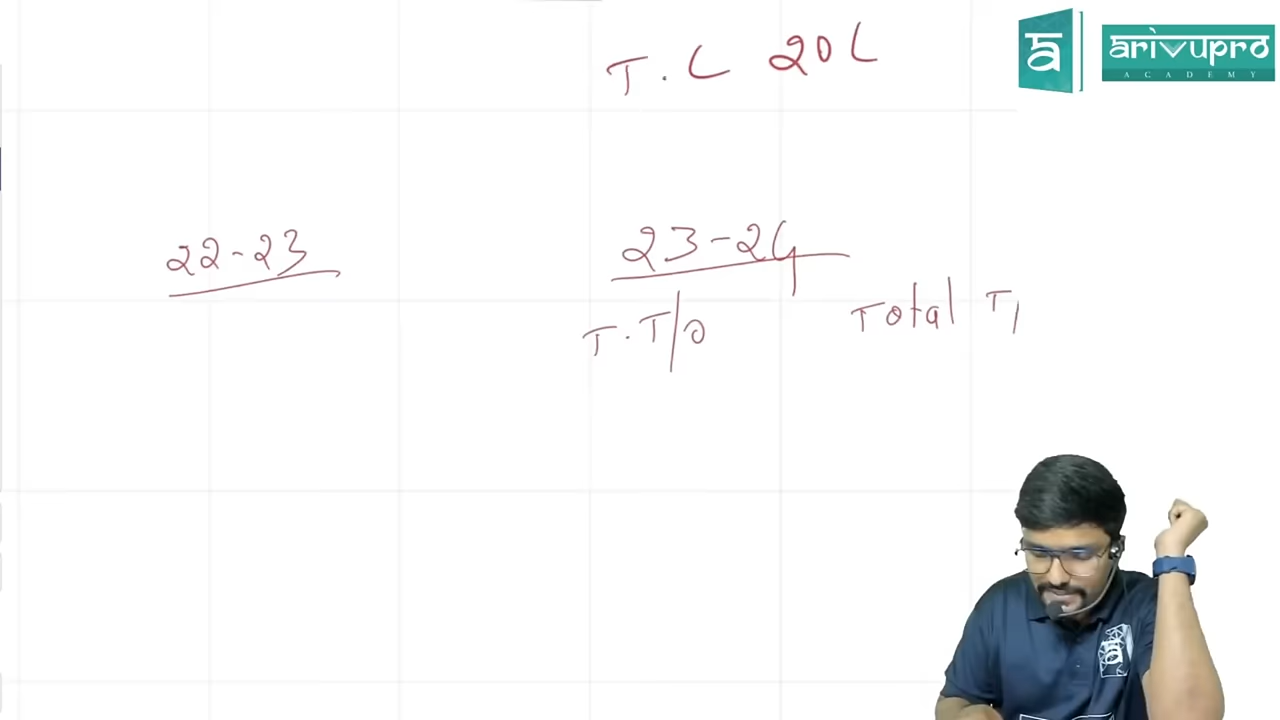 T.L 20L
ā arivupro
ACADEMY
22-23
23-24
T.T/O Total T/